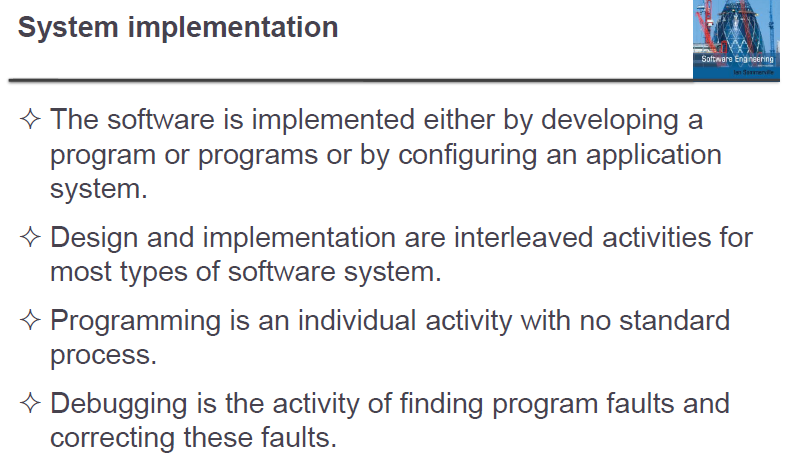 System implementation
Software Engineering
Ian Sommerville
✧ The software is implemented either by developing a
program or programs or by configuring an application
system.
✧ Design and implementation are interleaved activities for
most types of software system.
✧ Programming is an individual activity with no standard
process.
✧ Debugging is the activity of finding program faults and
correcting these faults.